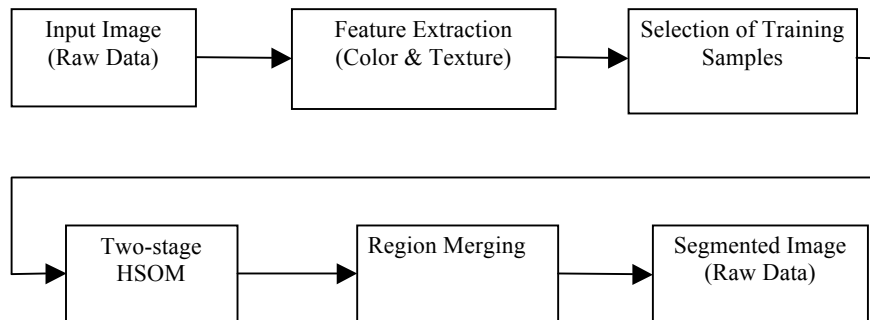 Input Image
(Raw Data)
Feature Extraction
(Color & Texture)
Selection of Training
Samples
Two-stage
HSOM
Region Merging
Segmented Image
(Raw Data)